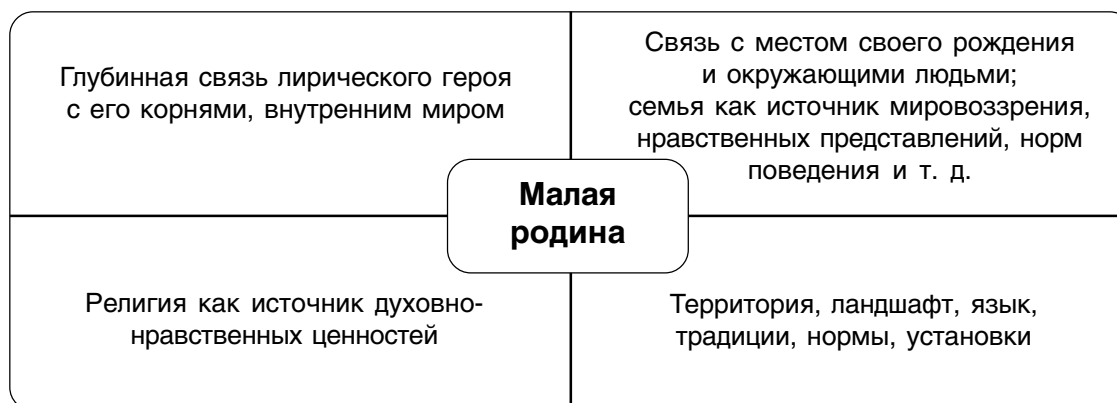 Глубинная связь лирического героя
с его корнями, внутренним миром
Связь с местом своего рождения
и окружающими людьми;
семья как источник мировоззрения,
нравственных представлений, норм
поведения и т. д.
Малая
родина
Религия как источник духовно-
нравственных ценностей
Территория, ландшафт, язык,
традиции, нормы, установки